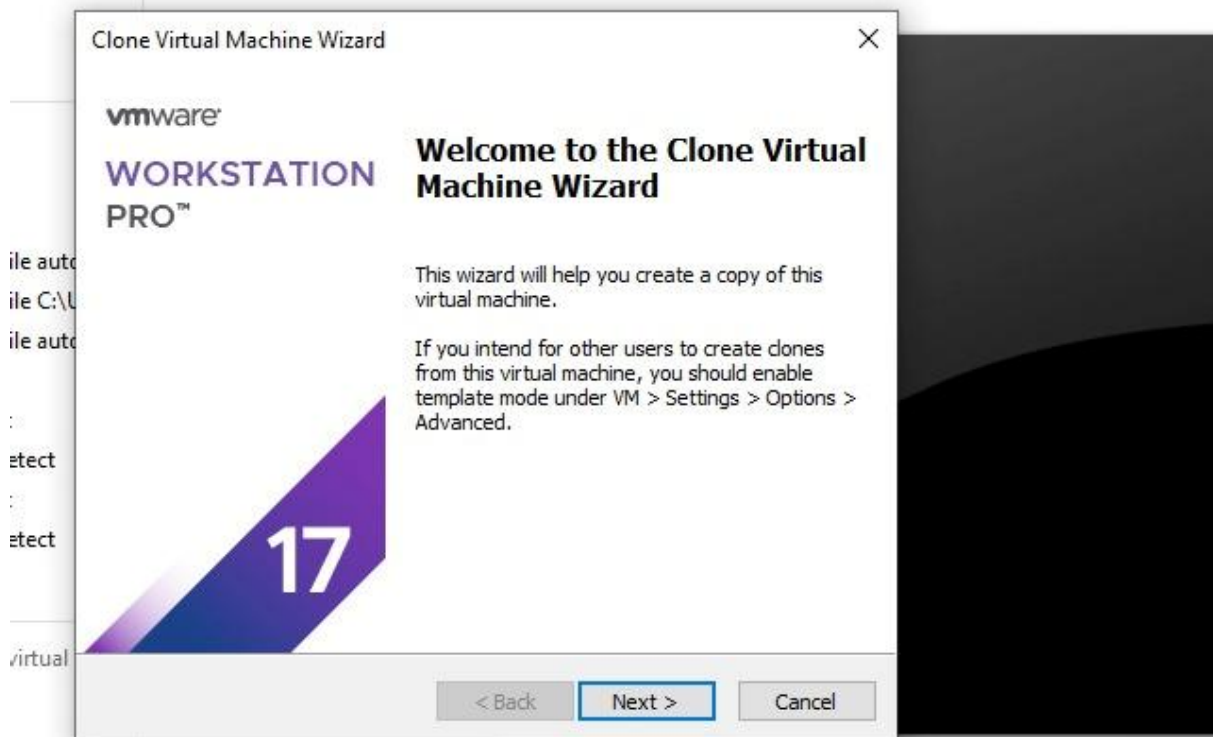 Clone Virtual Machine Wizard
vmware
WORKSTATION
PRO™
Welcome to the Clone Virtual
Machine Wizard
This wizard will help you create a copy of this
virtual machine.
If you intend for other users to create clones
from this virtual machine, you should enable
template mode under VM > Settings > Options >
Advanced.
17
< Back
Next >
Cancel
ile auto
ile C:\U
ile auto
:
etect
:
etect
virtual